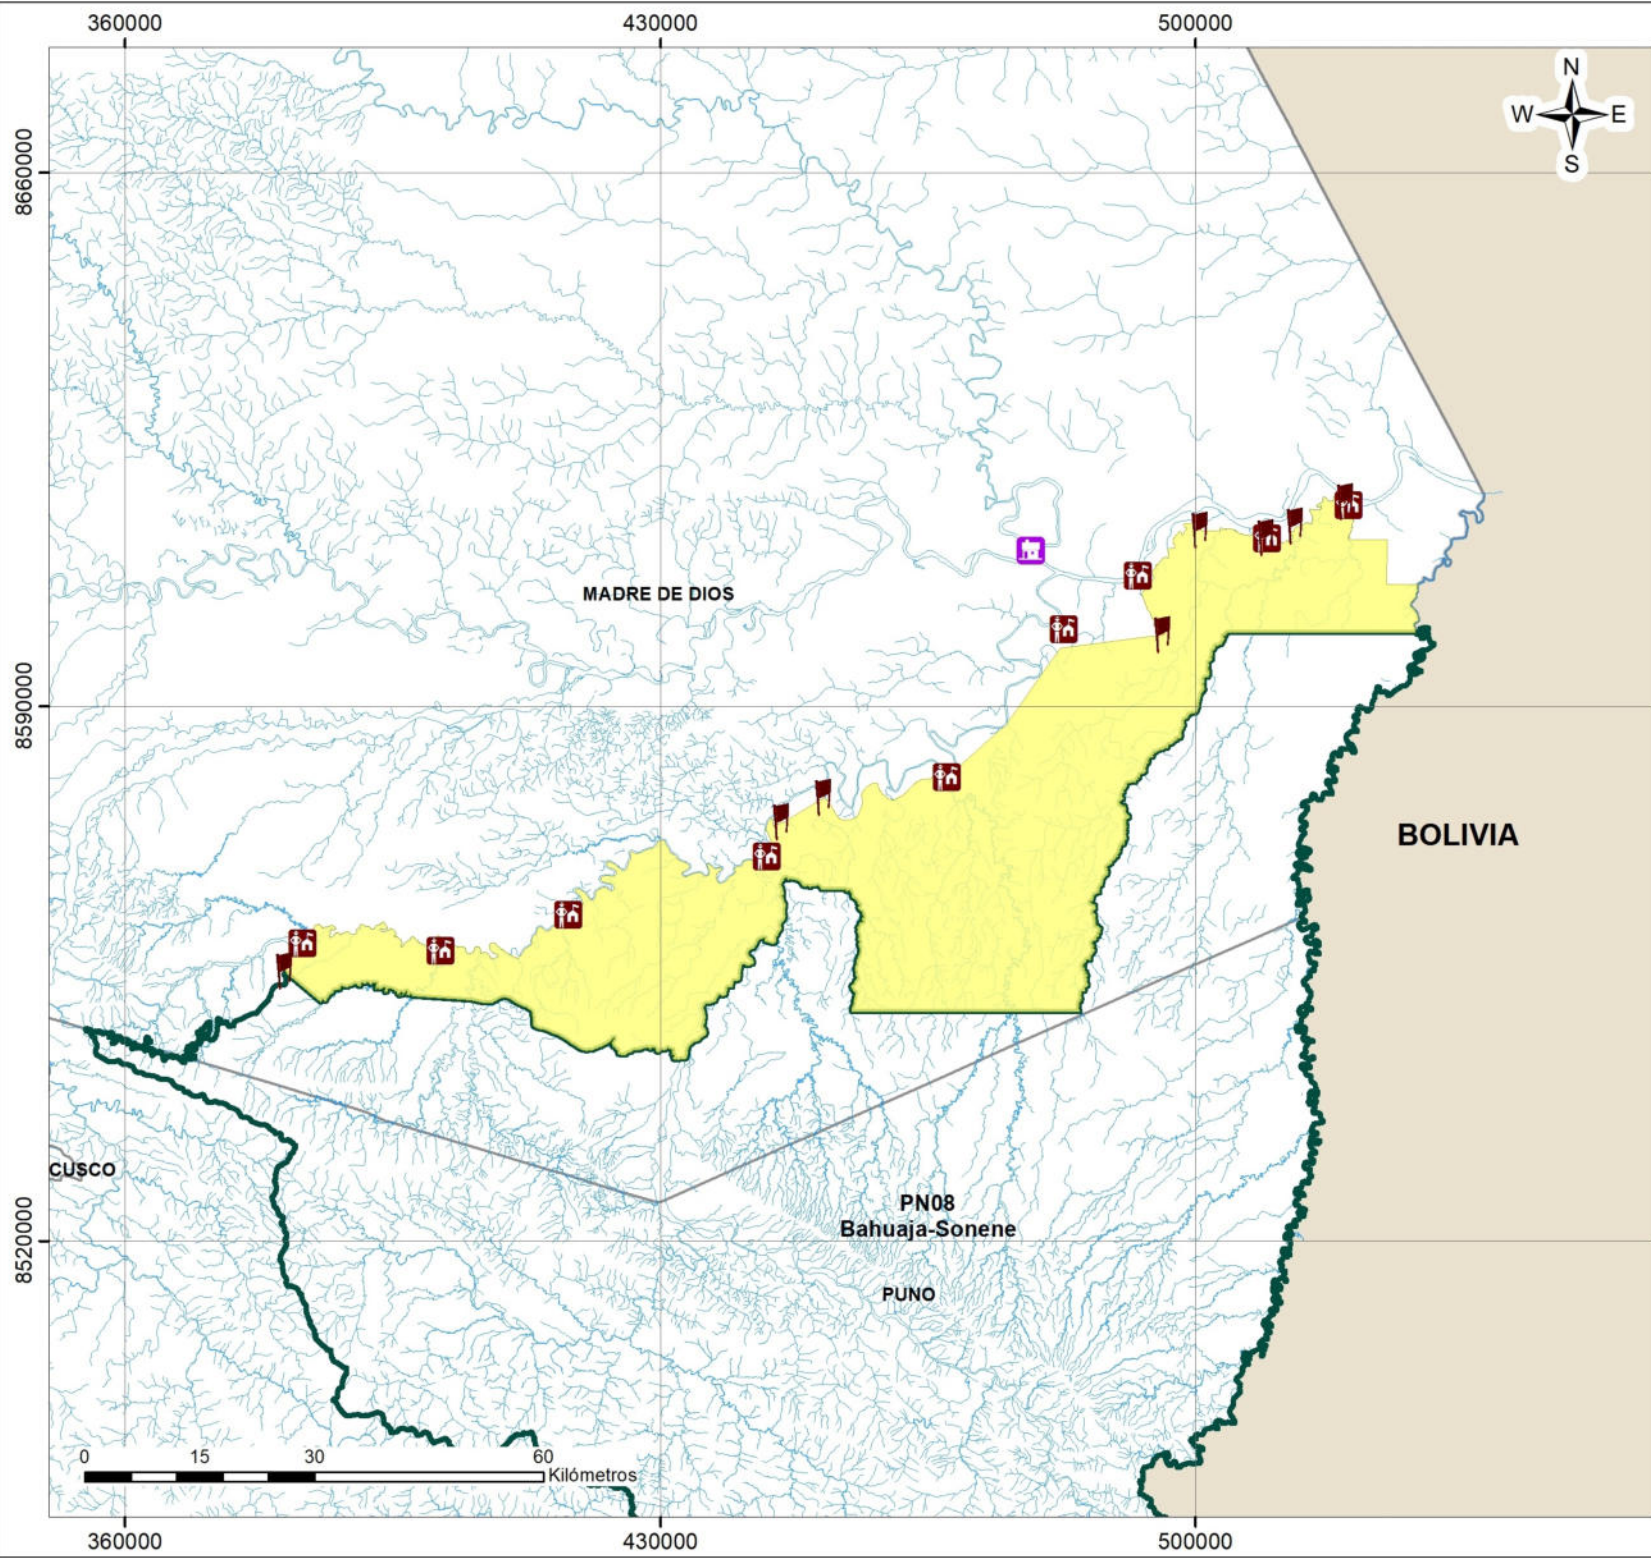 360000 430000 500000
N
W E
S
8660000
MADRE DE DIOS
8590000
BOLIVIA
CUSCO
PN08
Bahuaja-Sonene
8520000
PUNO
0 15 30 60
Kilómetros
360000 430000 500000